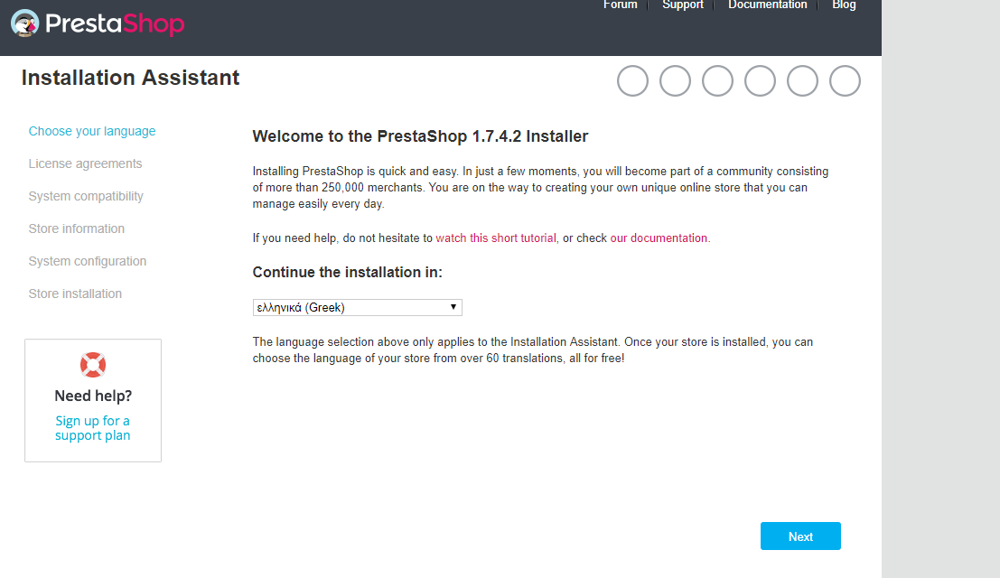 PrestaShop
Forum
Support
Documentation
Blog
Installation Assistant
Choose your language
License agreements
System compatibility
Store information
System configuration
Store installation
Need help?
Sign up for a
support plan
Welcome to the PrestaShop 1.7.4.2 Installer
Installing PrestaShop is quick and easy. In just a few moments, you will become part of a community consisting
of more than 250,000 merchants. You are on the way to creating your own unique online store that you can
manage easily every day.
If you need help, do not hesitate to watch this short tutorial, or check our documentation.
Continue the installation in:
ελληνικά (Greek)
The language selection above only applies to the Installation Assistant. Once your store is installed, you can
choose the language of your store from over 60 translations, all for free!
Next